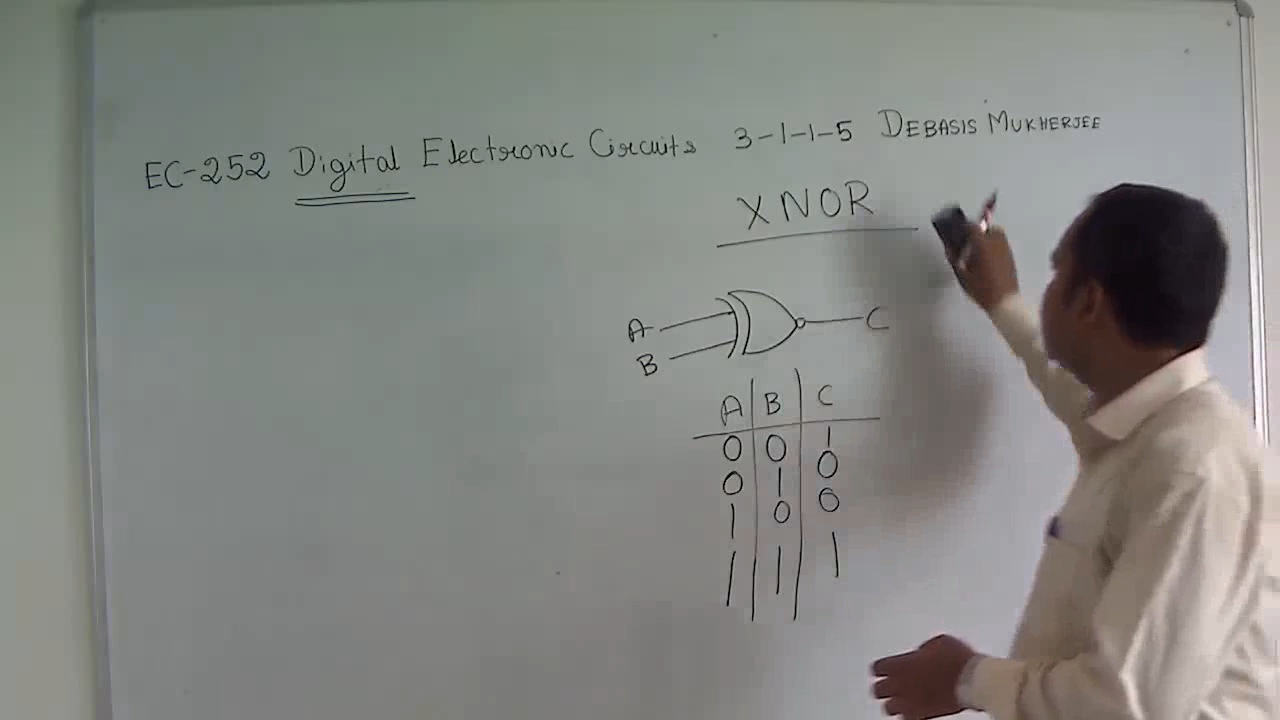 EC-252 Digital Electronic Circuits 3-1-1-5 DEBASIS MUKHERJEE
XNOR
A
B
C
A B C
0 0 1
0 1 0
1 0 0
1 1 1